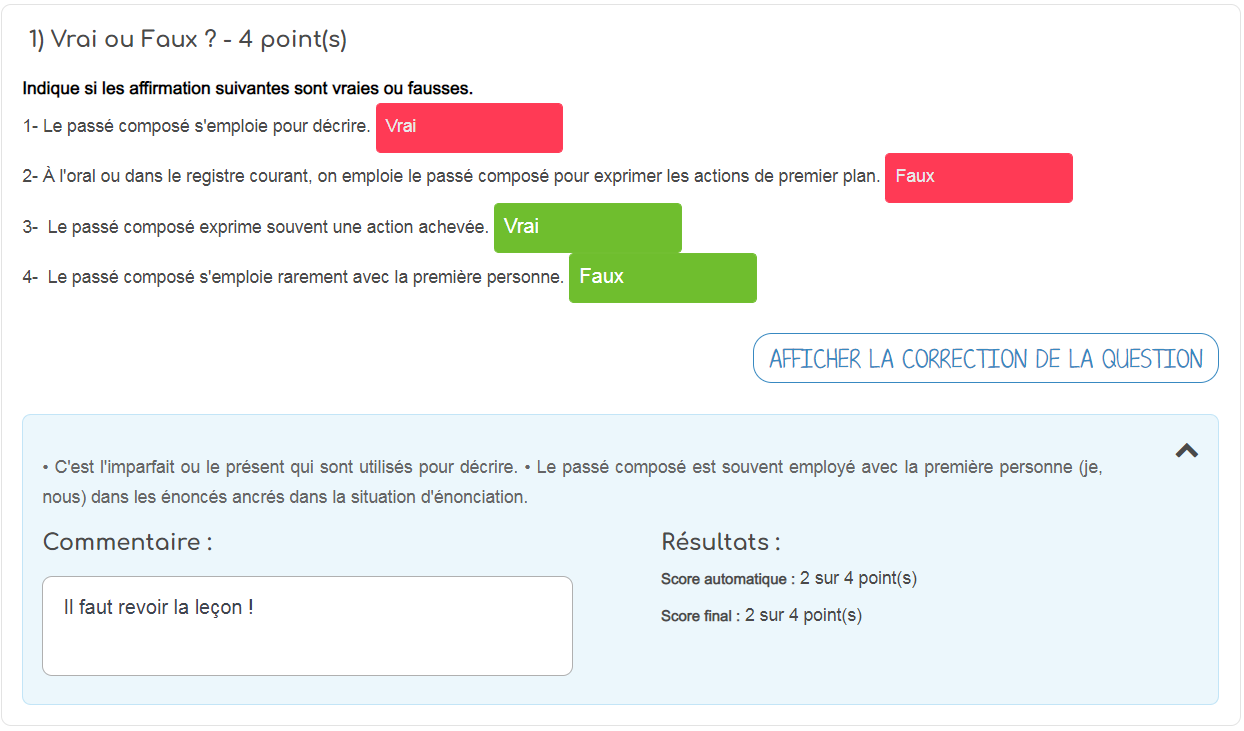 1) Vrai ou Faux ? - 4 point(s)
Indique si les affirmation suivantes sont vraies ou fausses.
1- Le passé composé s'emploie pour décrire. Vrai
2- À l'oral ou dans le registre courant, on emploie le passé composé pour exprimer les actions de premier plan. Faux
3- Le passé composé exprime souvent une action achevée. Vrai
4- Le passé composé s'emploie rarement avec la première personne. Faux
AFFICHER LA CORRECTION DE LA QUESTION
• C'est l'imparfait ou le présent qui sont utilisés pour décrire. • Le passé composé est souvent employé avec la première personne (je,
nous) dans les énoncés ancrés dans la situation d'énonciation.
Commentaire :
Il faut revoir la leçon !
Résultats :
Score automatique : 2 sur 4 point(s)
Score final : 2 sur 4 point(s)